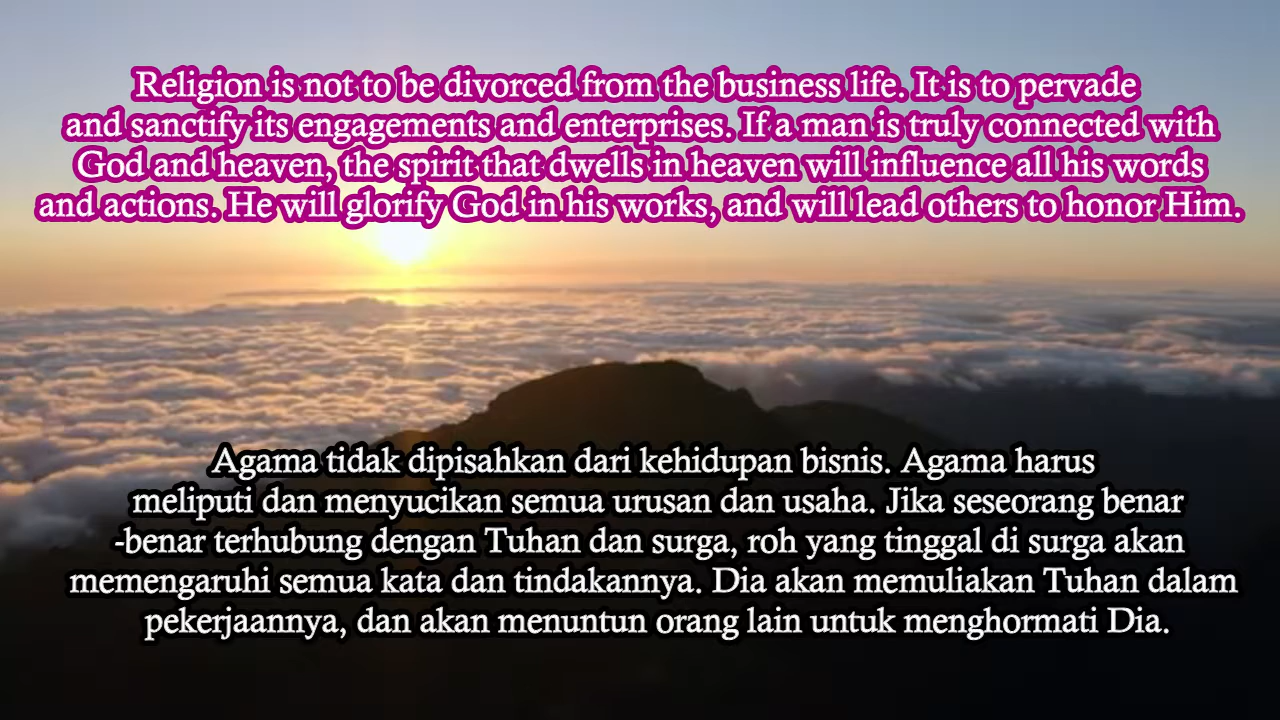 Religion is not to be divorced from the business life. It is to pervade
and sanctify its engagements and enterprises. If a man is truly connected with
God and heaven, the spirit that dwells in heaven will influence all his words
and actions. He will glorify God in his works, and will lead others to honor Him.
Agama tidak dipisahkan dari kehidupan bisnis. Agama harus
meliputi dan menyucikan semua urusan dan usaha. Jika seseorang benar
-benar terhubung dengan Tuhan dan surga, roh yang tinggal di surga akan
memengaruhi semua kata dan tindakannya. Dia akan memuliakan Tuhan dalam
pekerjaannya, dan akan menuntun orang lain untuk menghormati Dia.